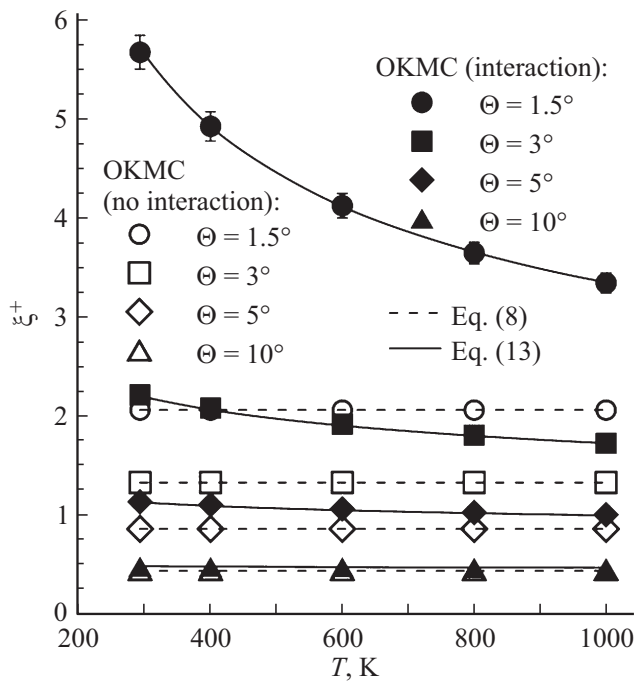 6
5
4
3
2
1
0
ξ⁺
OKMC (interaction):
Θ = 1.5°
Θ = 3°
Θ = 5°
Θ = 10°
OKMC
(no interaction):
Θ = 1.5°
Θ = 3°
Θ = 5°
Θ = 10°
Eq. (8)
Eq. (13)
200 400 600 800 1000
T, K